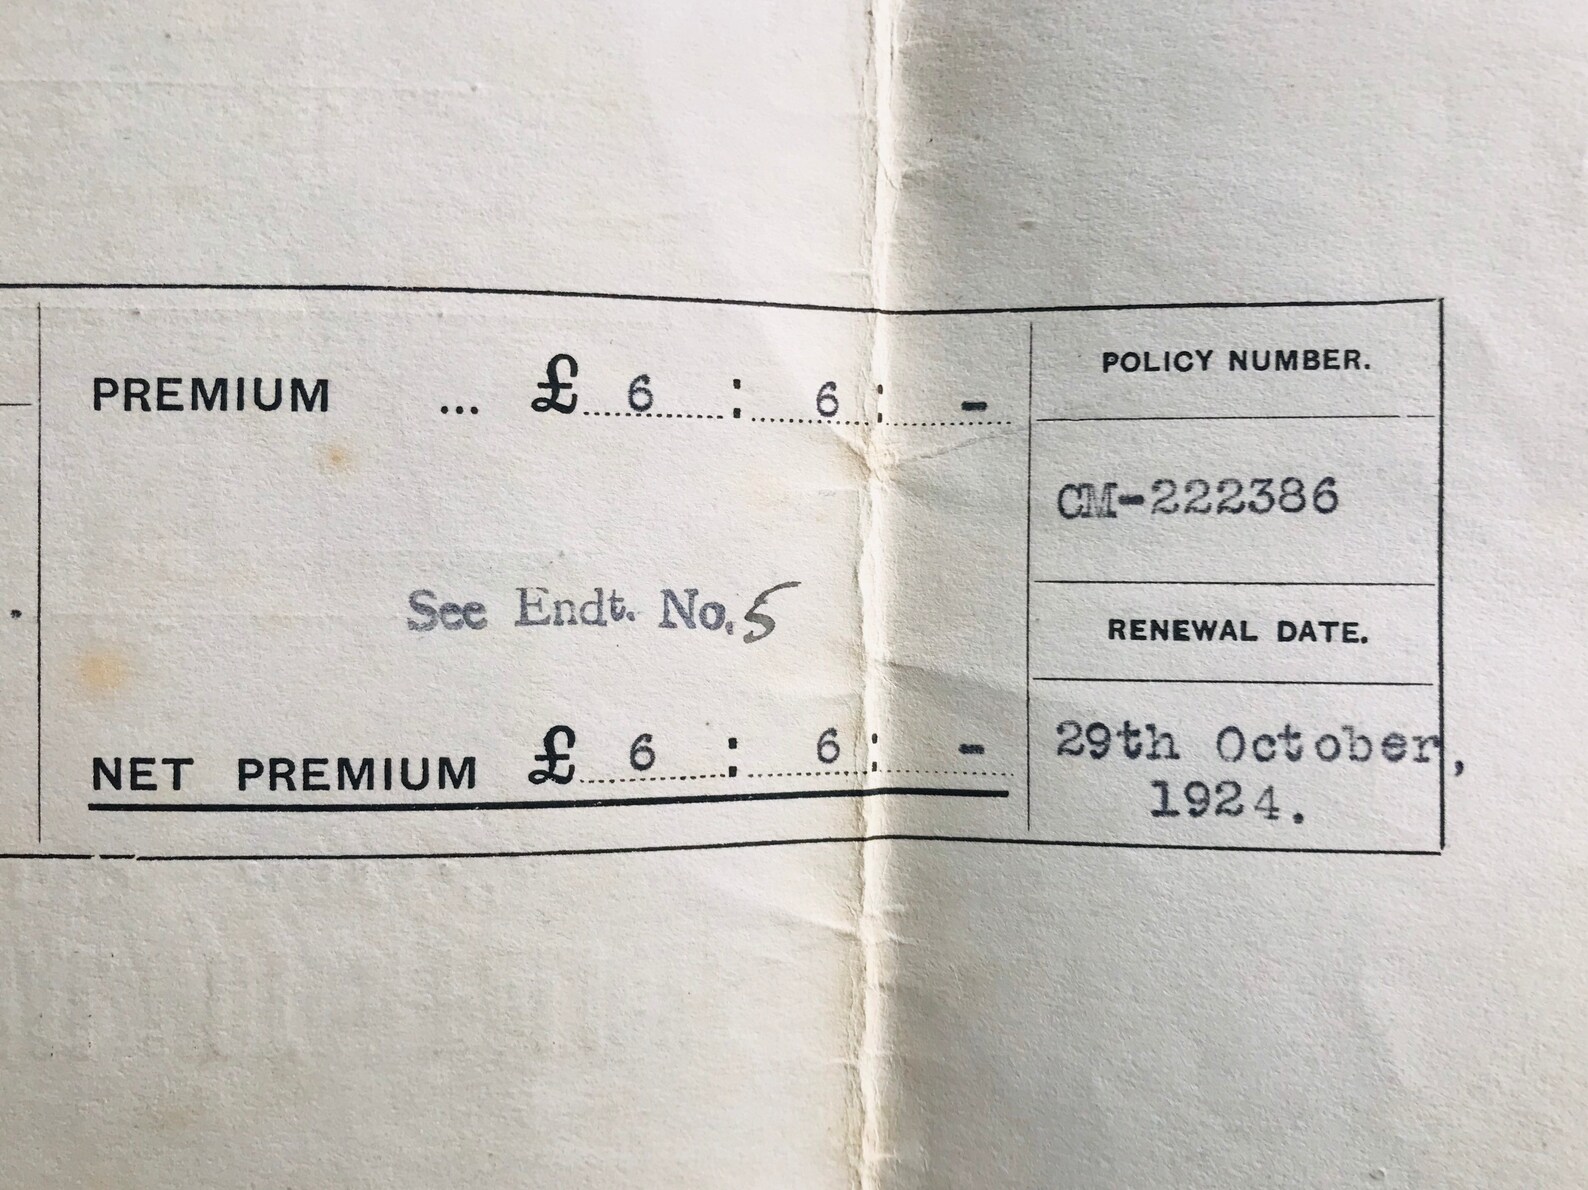 PREMIUM ... £ 6 : 6 : -
See Endt. No. 5
NET PREMIUM £ 6 : 6 : -
POLICY NUMBER.
CM-222386
RENEWAL DATE.
29th October,
1924.